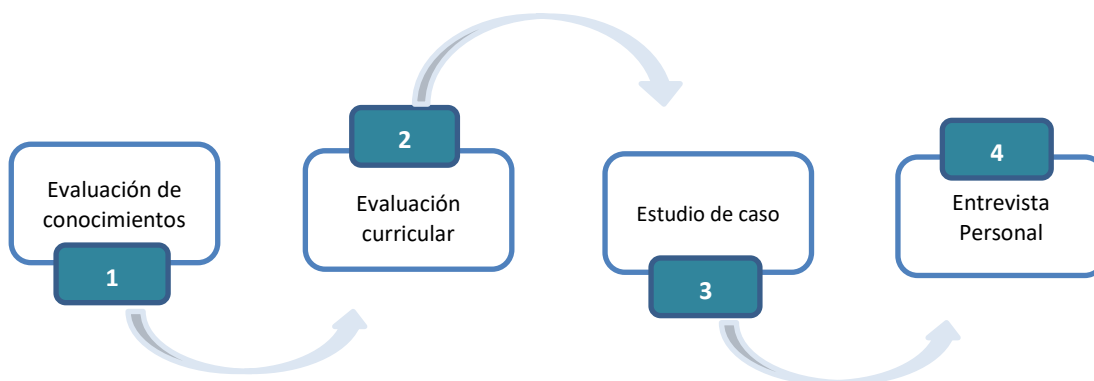 Evaluación de
conocimientos
1
2
Evaluación
curricular
Estudio de caso
3
4
Entrevista
Personal